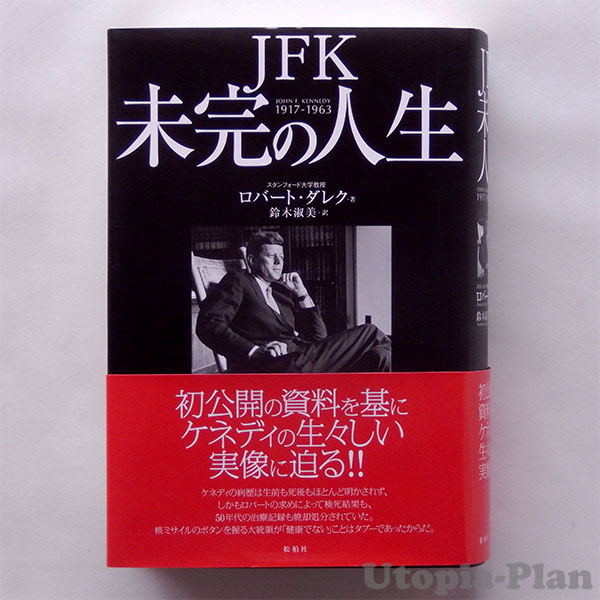 JFK
JOHN F. KENNEDY
1917-1963
未完の人生
スタンフォード大学教授
ロバート・ダレク・著
鈴木淑美・訳
初公開の資料を基に
ケネディの生々しい
実像に迫る!!
ケネディの病歴は生前も死後もほとんど明かされず、
しかもロバートの求めによって検死結果も、
50年代の治療記録も焼却処分されていた。
核ミサイルのボタンを握る大統領が「健康でない」ことはタブーであったからだ。
松柏社
Utopia-Plan